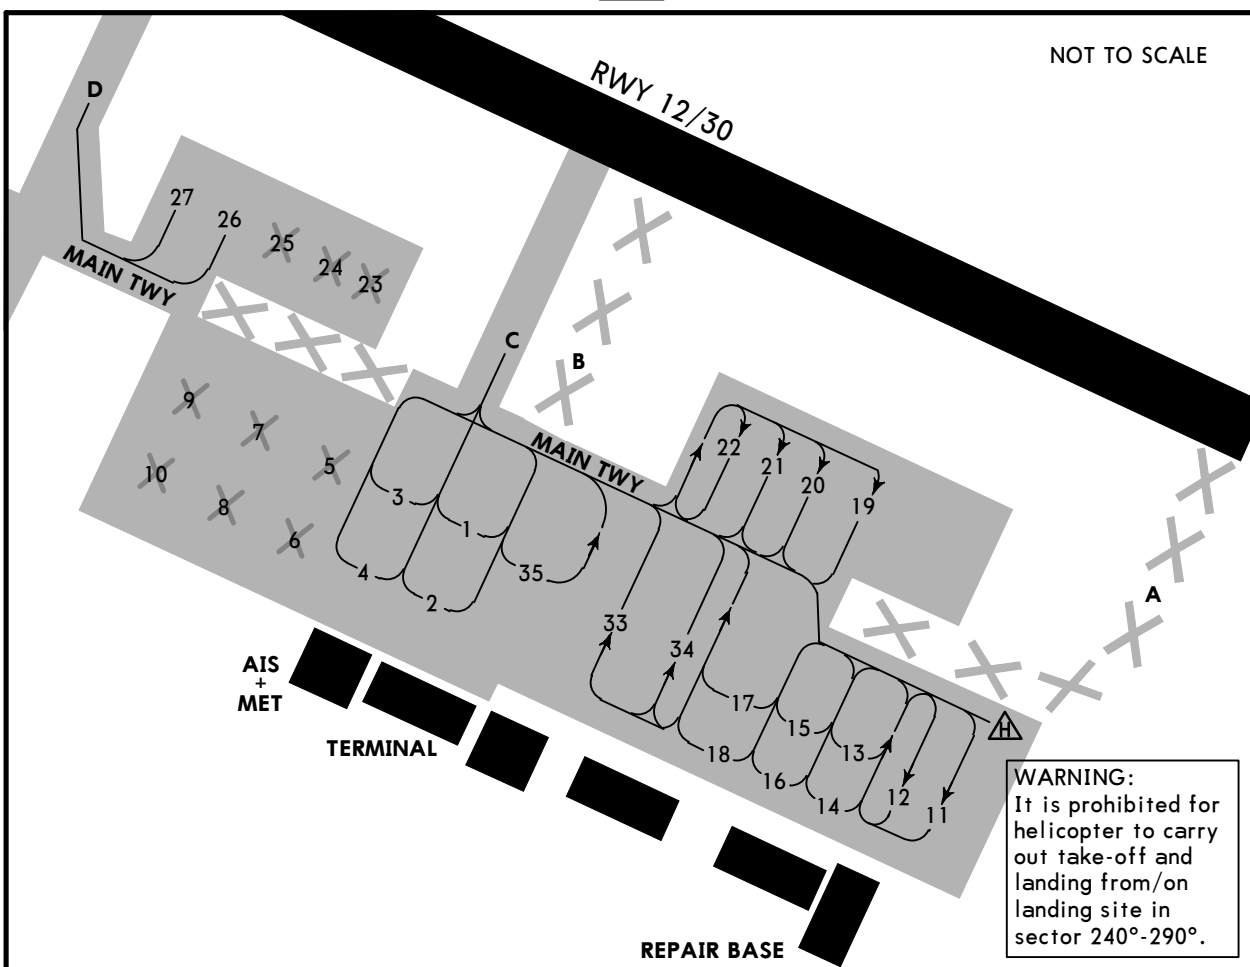 NOT TO SCALE
RWY 12/30
D
27
26
25
24
23
MAIN TWY
C
B
9
7
5
10
8
6
3
1
4
2
35
MAIN TWY
22
21
20
19
A
33
34
17
15
13
18
16
14
12
11
H
AIS
+
MET
TERMINAL
REPAIR BASE
WARNING:
It is prohibited for
helicopter to carry
out take-off and
landing from/on
landing site in
sector 240°-290°.